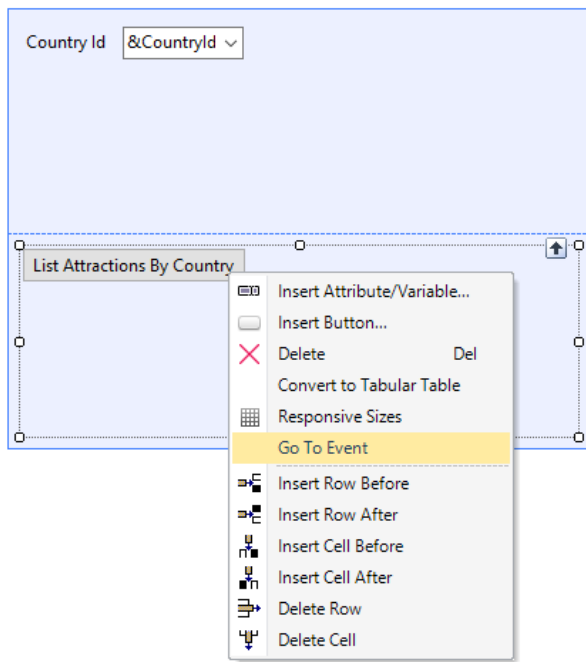 Country Id &CountryId
List Attractions By Country
Insert Attribute/Variable...
Insert Button...
Delete Del
Convert to Tabular Table
Responsive Sizes
Go To Event
Insert Row Before
Insert Row After
Insert Cell Before
Insert Cell After
Delete Row
Delete Cell